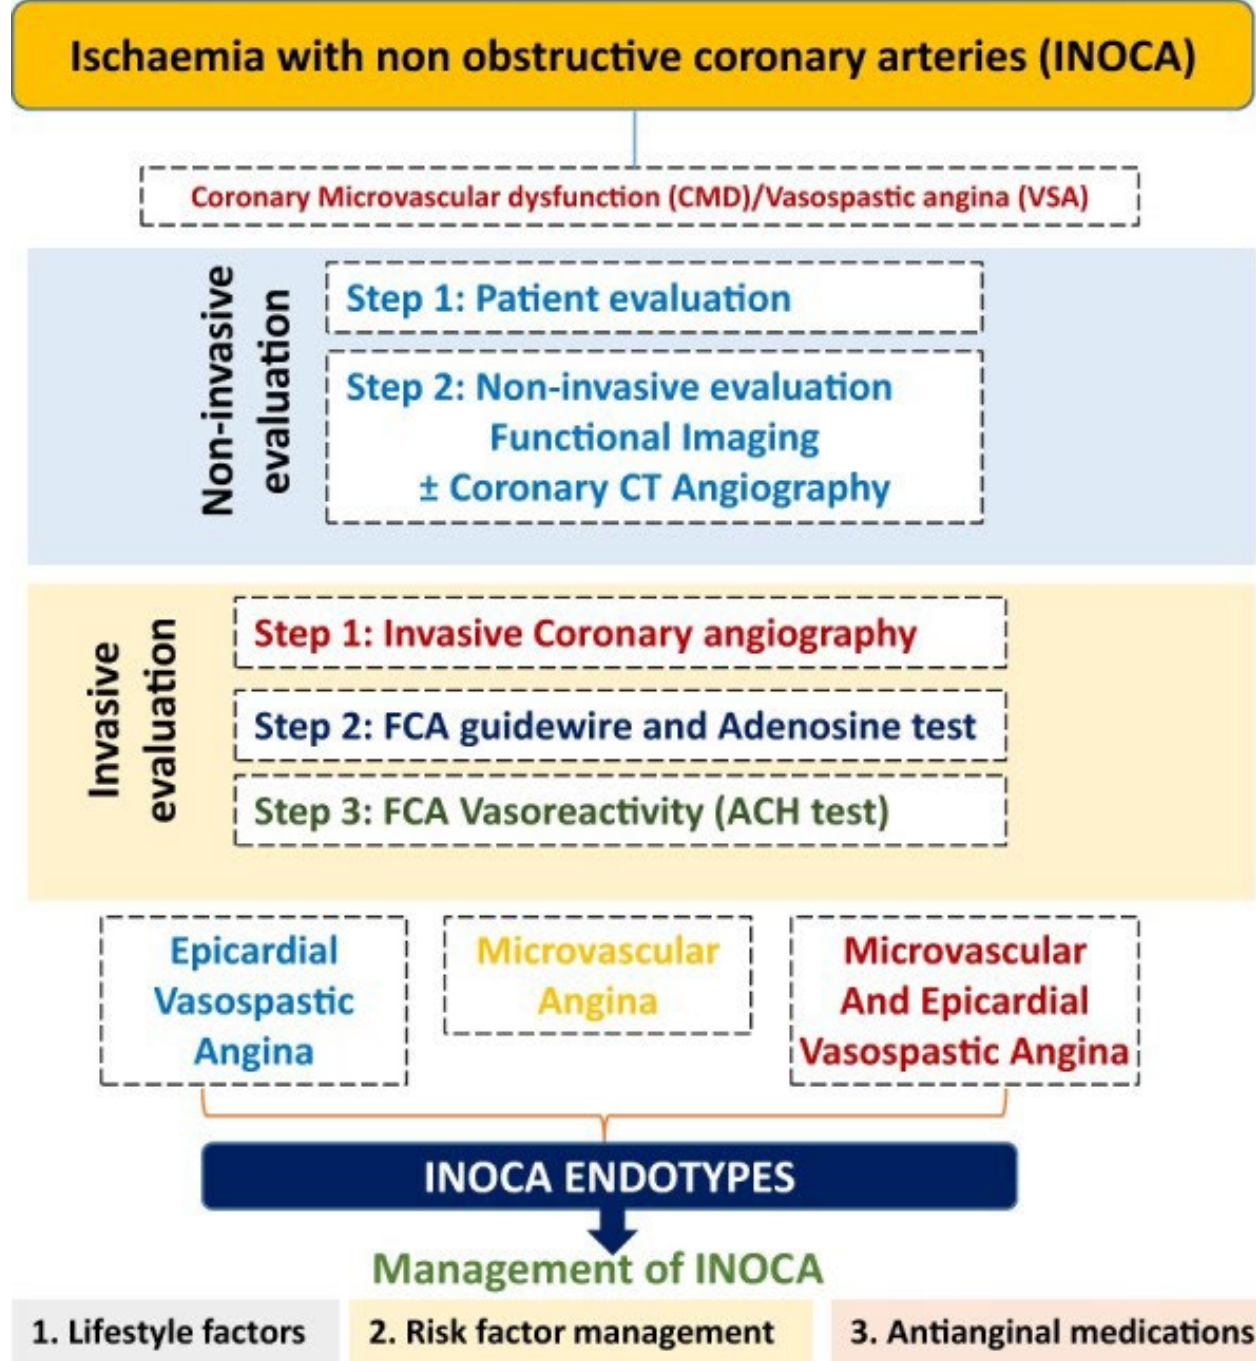 Ischaemia with non obstructive coronary arteries (INOCA)
Coronary Microvascular dysfunction (CMD)/Vasospastic angina (VSA)
Non-invasive
evaluation
Step 1: Patient evaluation
Step 2: Non-invasive evaluation
Functional Imaging
± Coronary CT Angiography
Invasive
evaluation
Step 1: Invasive Coronary angiography
Step 2: FCA guidewire and Adenosine test
Step 3: FCA Vasoreactivity (ACH test)
Epicardial
Vasospastic
Angina
Microvascular
Angina
Microvascular
And Epicardial
Vasospastic Angina
INOCA ENDOTYPES
Management of INOCA
1. Lifestyle factors
2. Risk factor management
3. Antianginal medications